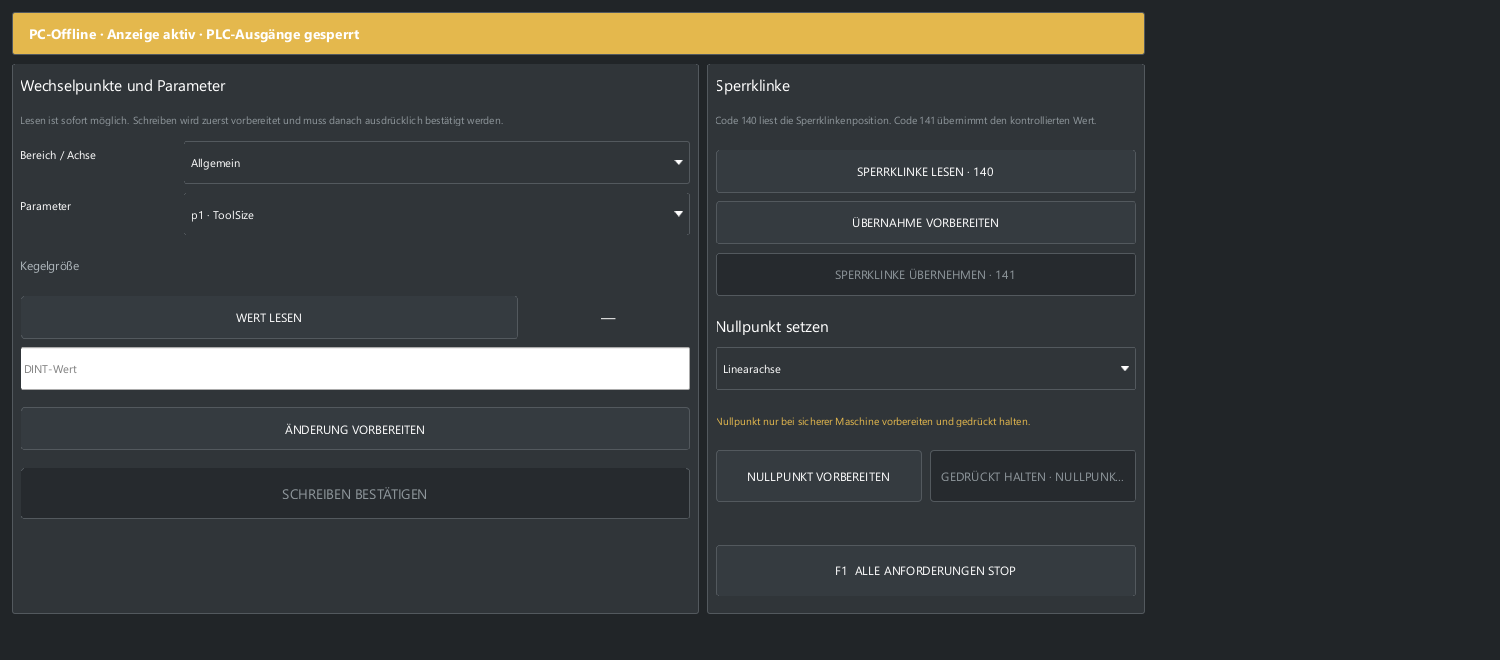 PC-Offline · Anzeige aktiv · PLC-Ausgänge gesperrt
Wechselpunkte und Parameter
Lesen ist sofort möglich. Schreiben wird zuerst vorbereitet und muss danach ausdrücklich bestätigt werden.
Bereich / Achse
Allgemein
Parameter
p1 · ToolSize
Kegelgröße
WERT LESEN
—
DINT-Wert
ÄNDERUNG VORBEREITEN
SCHREIBEN BESTÄTIGEN
Sperrklinke
Code 140 liest die Sperrklinkenposition. Code 141 übernimmt den kontrollierten Wert.
SPERRKLINKE LESEN · 140
ÜBERNAHME VORBEREITEN
SPERRKLINKE ÜBERNEHMEN · 141
Nullpunkt setzen
Linearachse
Nullpunkt nur bei sicherer Maschine vorbereiten und gedrückt halten.
NULLPUNKT VORBEREITEN
GEDRÜCKT HALTEN · NULLPUNK...
F1 ALLE ANFORDERUNGEN STOP